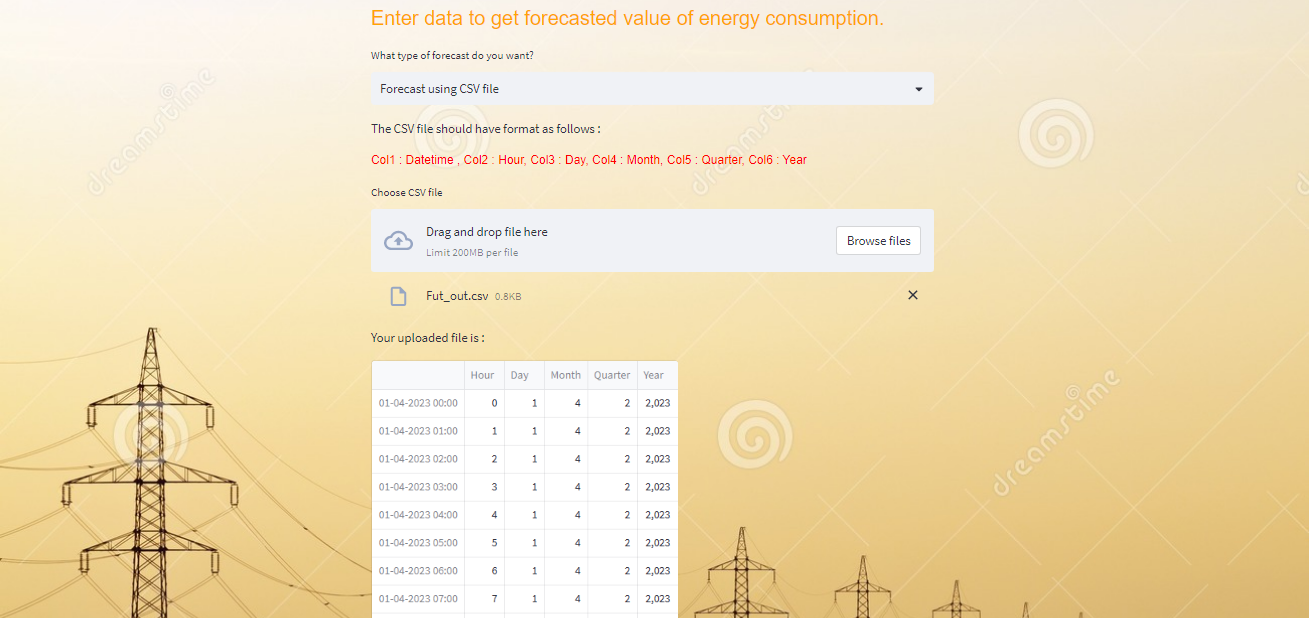 Enter data to get forecasted value of energy consumption.
What type of forecast do you want?
Forecast using CSV file
The CSV file should have format as follows :
Col1 : Datetime , Col2 : Hour, Col3 : Day, Col4 : Month, Col5 : Quarter, Col6 : Year
Choose CSV file
Drag and drop file here
Limit 200MB per file
Browse files
Fut_out.csv 0.8KB
Your uploaded file is :
Hour Day Month Quarter Year
01-04-2023 00:00 0 1 4 2 2,023
01-04-2023 01:00 1 1 4 2 2,023
01-04-2023 02:00 2 1 4 2 2,023
01-04-2023 03:00 3 1 4 2 2,023
01-04-2023 04:00 4 1 4 2 2,023
01-04-2023 05:00 5 1 4 2 2,023
01-04-2023 06:00 6 1 4 2 2,023
01-04-2023 07:00 7 1 4 2 2,023
dreamstime
dreamstime
dreamstime